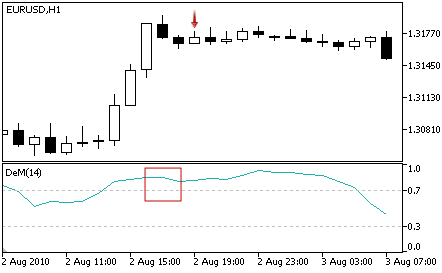 EURUSD,H1
1.31770
1.31450
1.31130
1.30810
DeM(14)
1.0
0.7
0.3
0.0
2 Aug 2010
2 Aug 11:00
2 Aug 15:00
2 Aug 19:00
2 Aug 23:00
3 Aug 03:00
3 Aug 07:00